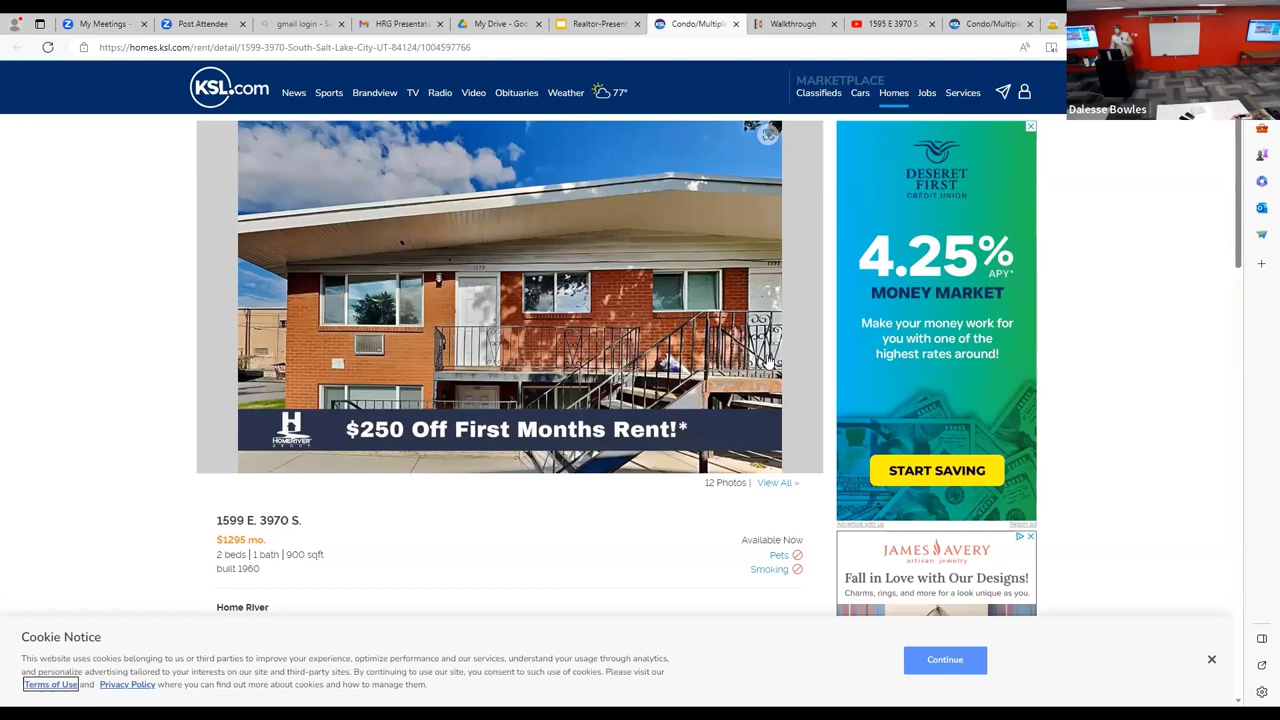 My Meetings -
Post Attendee -
gmail login - Se
HRG Presentati
My Drive - Goo
Realtor-Present
Condo/Multiple
Walkthrough
1595 E 3970 S -
Condo/Multiple
https://homes.ksl.com/rent/detail/1599-3970-South-Salt-Lake-City-UT-84124/1004597766
KSL.com
News
Sports
Brandview
TV
Radio
Video
Obituaries
Weather
77°
MARKETPLACE
Classifieds
Cars
Homes
Jobs
Services
Dalesse Bowles
1599
HOMERIVER
GROUP
$250 Off First Months Rent!*
12 Photos |
View All »
1599 E. 3970 S.
$1295 mo.
Available Now
2 beds | 1 bath | 900 sqft
Pets
built 1960
Smoking
Home River
DESERET
FIRST
CREDIT UNION
4.25%
APY*
MONEY MARKET
Make your money work for
you with one of the
highest rates around!
START SAVING
Advertise with us
Report ad
JAMES AVERY
artisan jewelry
Fall in Love with Our Designs!
Charms, rings, and more for a look unique as you.
Cookie Notice
This website uses cookies belonging to us or third parties to improve your experience, optimize performance and our services, understand your usage through analytics,
and personalize advertising tailored to your interests on our site and third-party sites. By continuing to use our site, you consent to such use of cookies. Please visit our
Terms of Use and Privacy Policy where you can find out more about cookies and how to manage them.
Continue